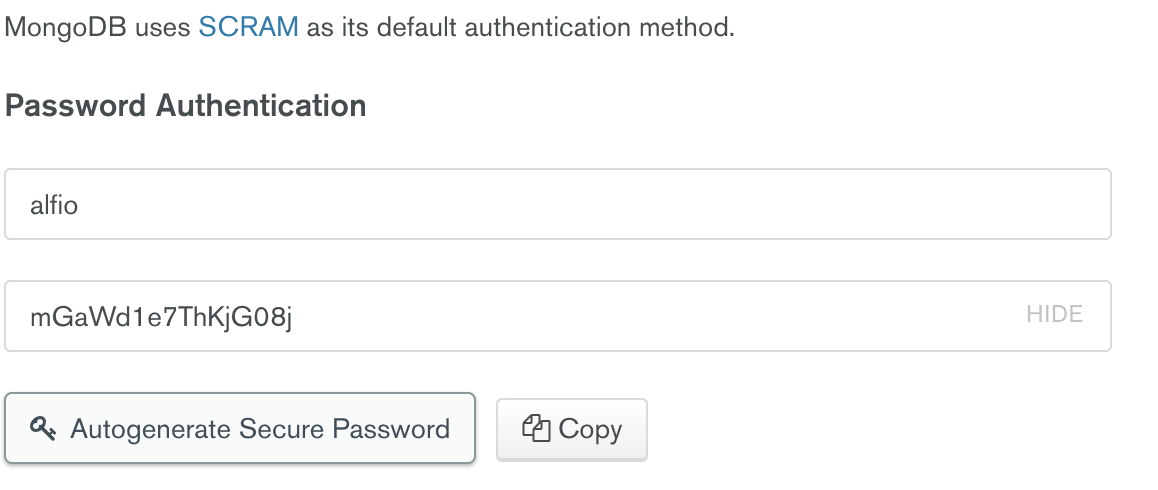 MongoDB uses SCRAM as its default authentication method.
Password Authentication
alfio
mGaWd1e7ThKjG08j HIDE
Autogenerate Secure Password Copy